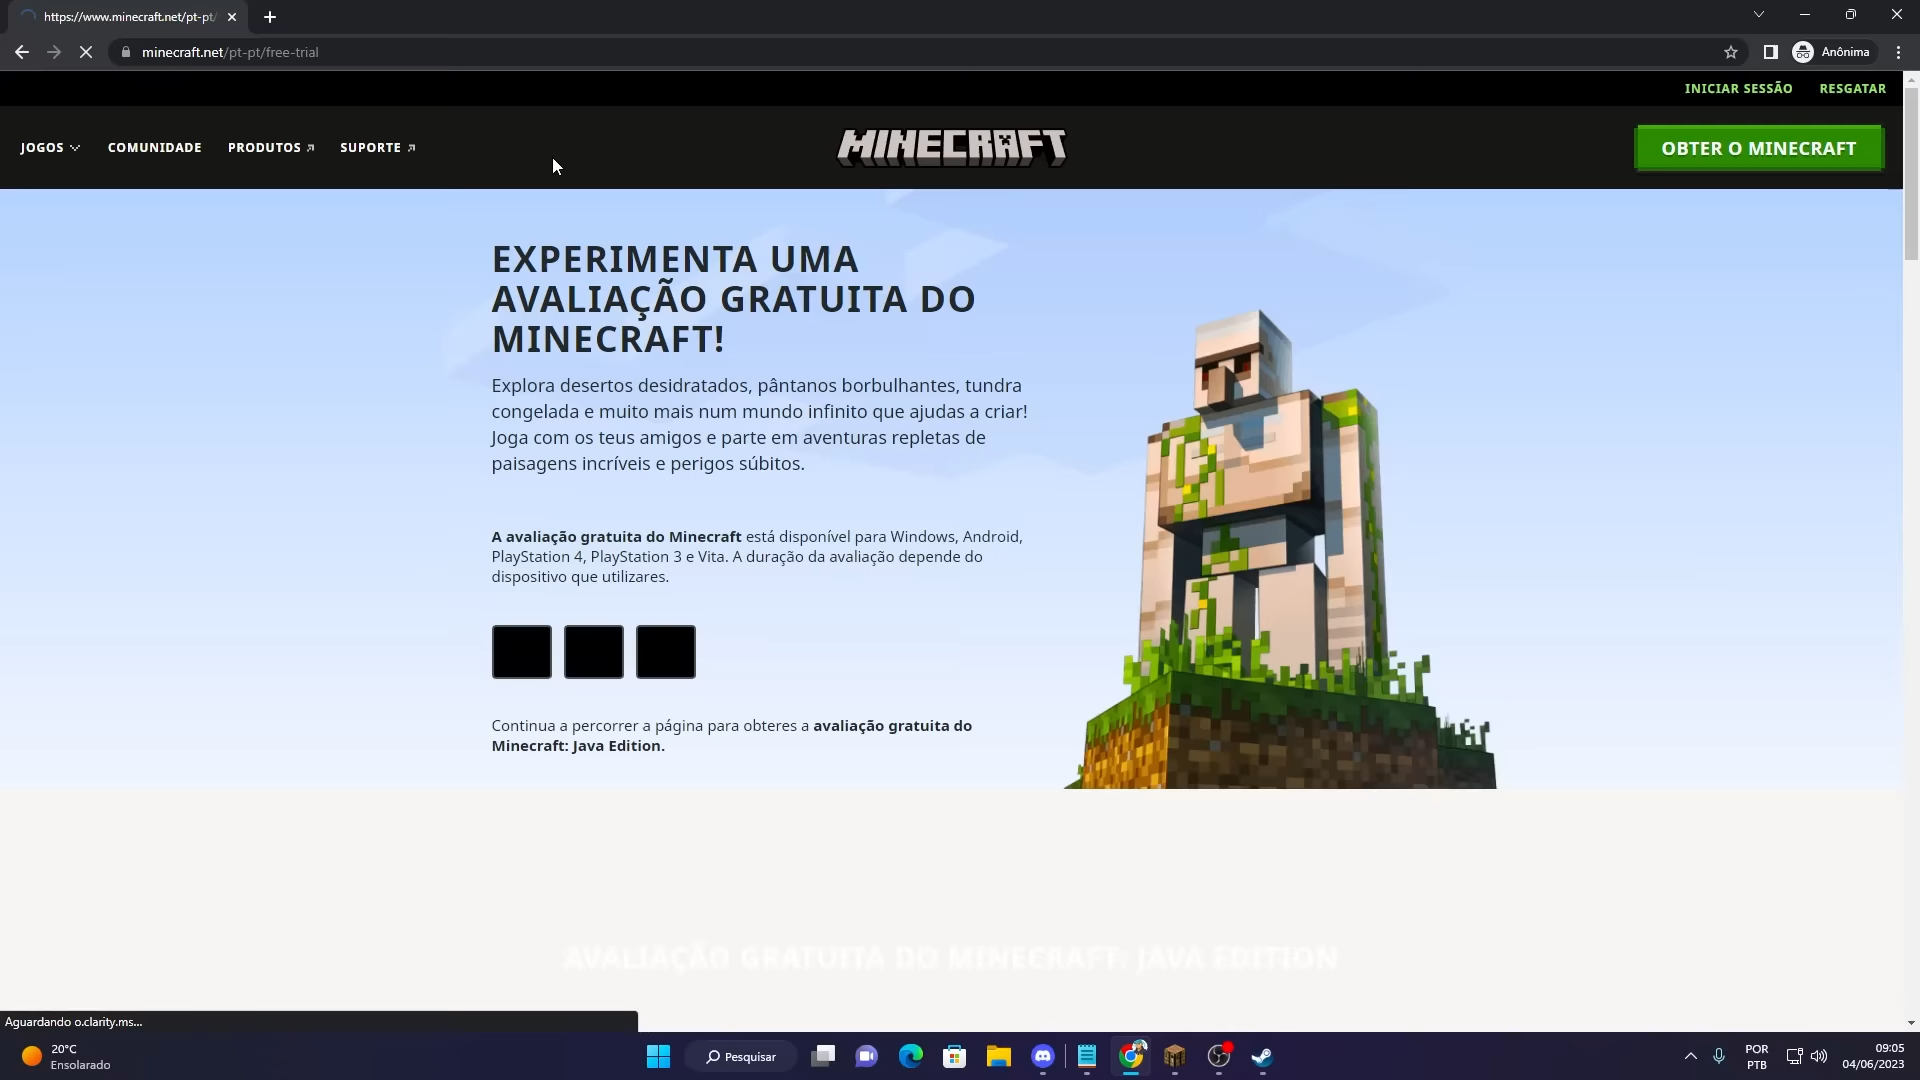 https://www.minecraft.net/pt-pt/
minecraft.net/pt-pt/free-trial
Anônima
INICIAR SESSÃO RESGATAR
JOGOS COMUNIDADE PRODUTOS SUPORTE
MINECRAFT
OBTER O MINECRAFT
EXPERIMENTA UMA
AVALIAÇÃO GRATUITA DO
MINECRAFT!
Explora desertos desidratados, pântanos borbulhantes, tundra
congelada e muito mais num mundo infinito que ajudas a criar!
Joga com os teus amigos e parte em aventuras repletas de
paisagens incríveis e perigos súbitos.
A avaliação gratuita do Minecraft está disponível para Windows, Android,
PlayStation 4, PlayStation 3 e Vita. A duração da avaliação depende do
dispositivo que utilizares.
Continua a percorrer a página para obteres a avaliação gratuita do
Minecraft: Java Edition.
AVALIAÇÃO GRATUITA DO MINECRAFT: JAVA EDITION
Aguardando o.clarity.ms...
20°C
Ensolarado
Pesquisar
POR
PTB
09:05
04/06/2023